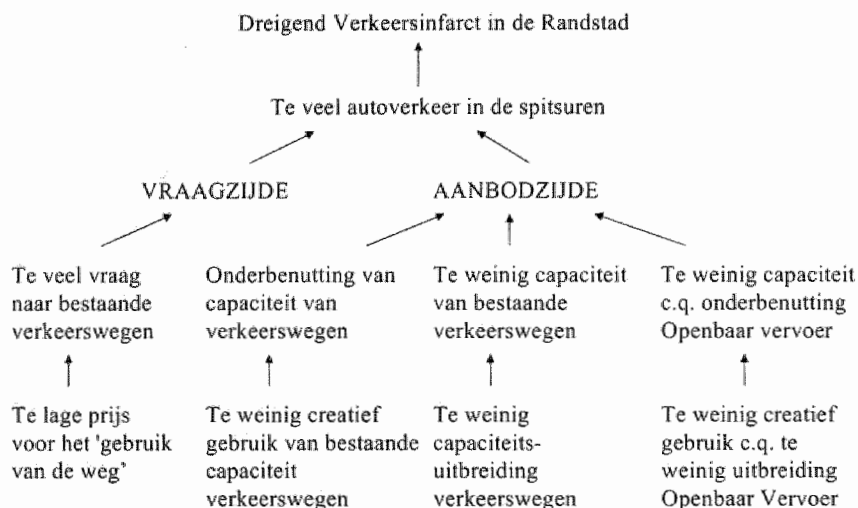 Dreigend Verkeersinfarct in de Randstad
Te veel autoverkeer in de spitsuren
VRAAGZIJDE
AANBODZIJDE
Te veel vraag
naar bestaande
verkeerswegen
Onderbenutting van
capaciteit van
verkeerswegen
Te weinig capaciteit
van bestaande
verkeerswegen
Te weinig capaciteit
c.q. onderbenutting
Openbaar vervoer
Te lage prijs
voor het 'gebruik
van de weg'
Te weinig creatief
gebruik van bestaande
capaciteit
verkeerswegen
Te weinig
capaciteits-
uitbreiding
verkeerswegen
Te weinig creatief
gebruik c.q. te
weinig uitbreiding
Openbaar Vervoer